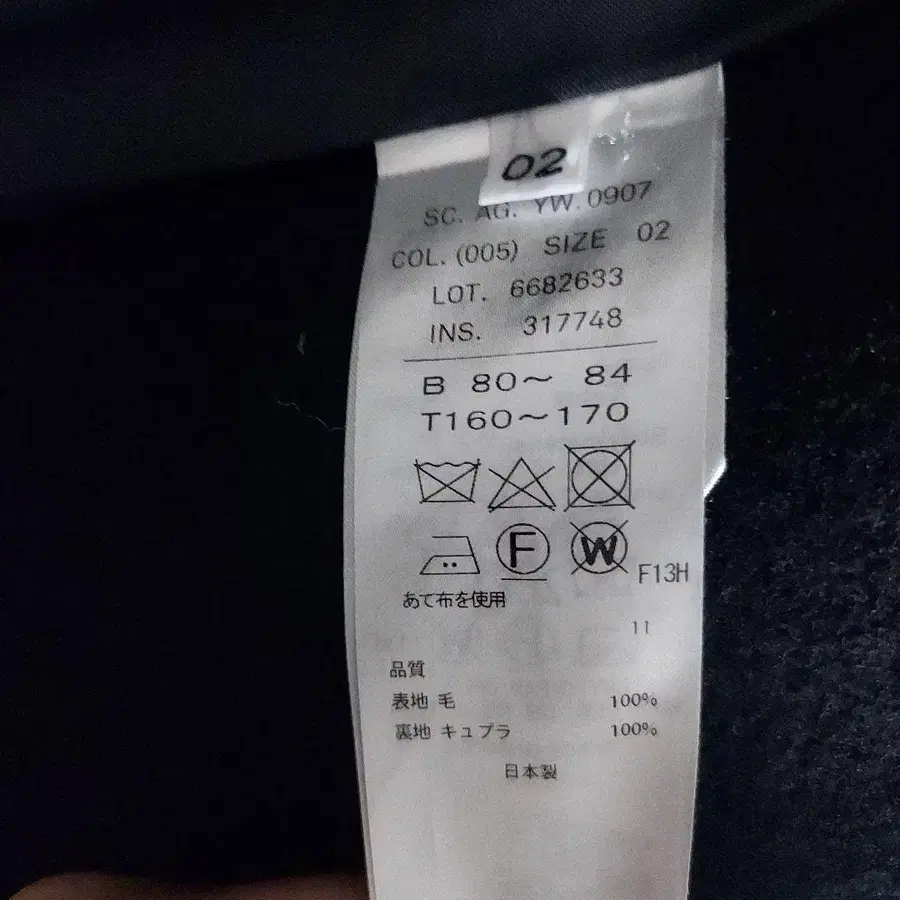 02
SC. AG. YW. 0907
COL. (005) SIZE 02
LOT. 6682633
INS. 317748
B 80～ 84
T160～170
F W F13H
あて布を使用
11
品質
表地 毛 100%
裏地 キュプラ 100%
日本製